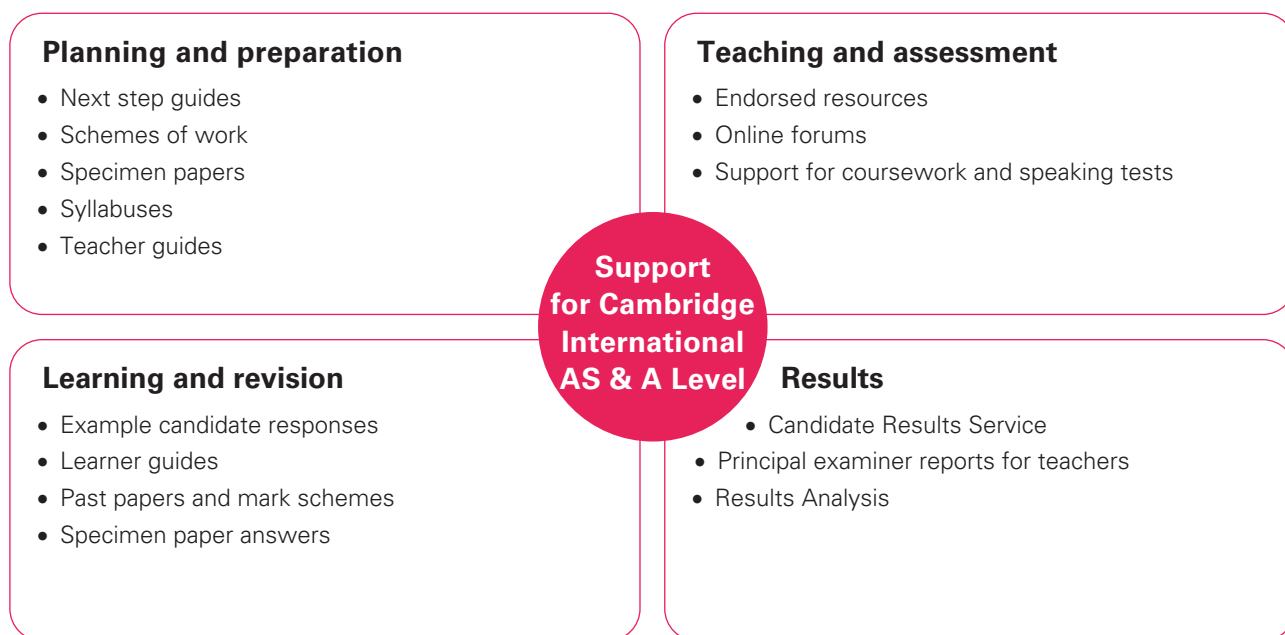 Planning and preparation
• Next step guides
• Schemes of work
• Specimen papers
• Syllabuses
• Teacher guides
Teaching and assessment
• Endorsed resources
• Online forums
• Support for coursework and speaking tests
Support
for Cambridge
International
AS & A Level
Learning and revision
• Example candidate responses
• Learner guides
• Past papers and mark schemes
• Specimen paper answers
Results
• Candidate Results Service
• Principal examiner reports for teachers
• Results Analysis